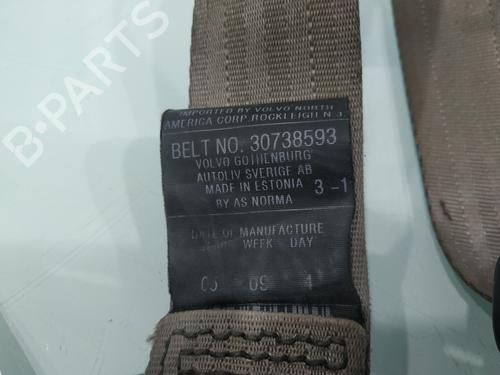 IMPORTED BY VOLVO NORTH
AMERICA CORP. ROCKLEIGH N.J.
BELT NO. 30738593
VOLVO GOTHENBURG
AUTOLIV SVERIGE AB
MADE IN ESTONIA 3-1
BY AS NORMA
DATE OF MANUFACTURE
WEEK DAY
09 4
B-PARTS